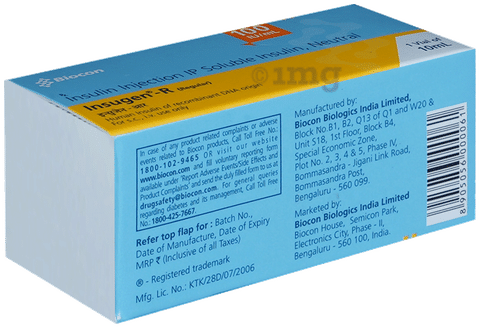 100
IU/mL
Biocon
Insulin Injection IP Soluble Insulin, Neutral
Insugen®-R (Regular)
इन्सुजेन - आर
Human insulin of recombinant DNA origin
For s.c., i.v. use only
1 Vial of
10mL
1mg
In case of any product related complaints or adverse
events related to Biocon products, Call Toll Free No.:
1800-102-9465 OR visit our website
www.biocon.com and fill voluntary reporting form
available under 'Report Adverse Events\Side Effects and
Product Complaints' and send the duly filled form to us at
drugsafety@biocon.com. For general queries
regarding diabetes and its management, Call Toll Free
No.: 1800-425-7667.
Refer top flap for : Batch No.,
Date of Manufacture, Date of Expiry
MRP ₹ (Inclusive of all Taxes)
® - Registered trademark
Mfg. Lic. No.: KTK/28D/07/2006
Manufactured by:
Biocon Biologics India Limited,
Block No.B1, B2, Q13 of Q1 and W20 &
Unit S18, 1st Floor, Block B4,
Special Economic Zone,
Plot No. 2, 3, 4 & 5, Phase IV,
Bommasandra - Jigani Link Road,
Bommasandra Post,
Bengaluru - 560 099.
Marketed by:
Biocon Biologics India Limited
Biocon House, Semicon Park,
Electronics City, Phase - II,
Bengaluru - 560 100, India.
8 905056 000061